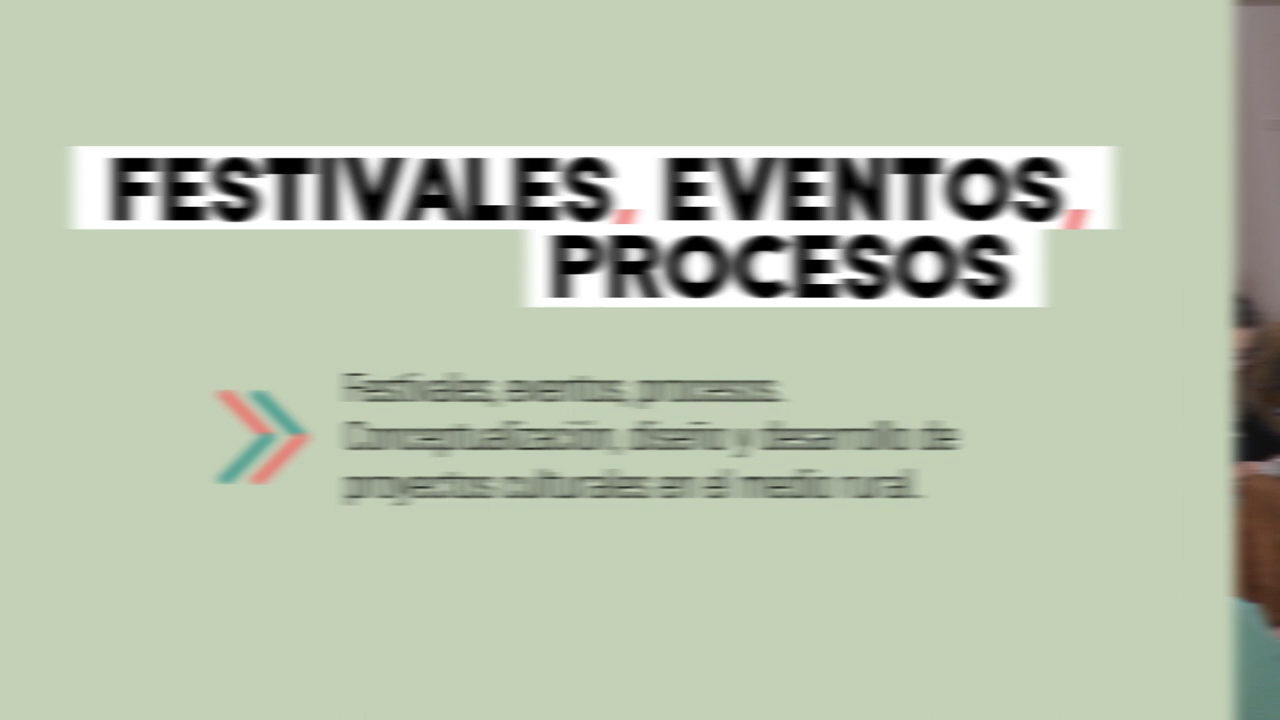 FESTIVALES, EVENTOS,
PROCESOS
Festivales, eventos, procesos.
Conceptualización, diseño y desarrollo de
proyectos culturales en el medio rural.